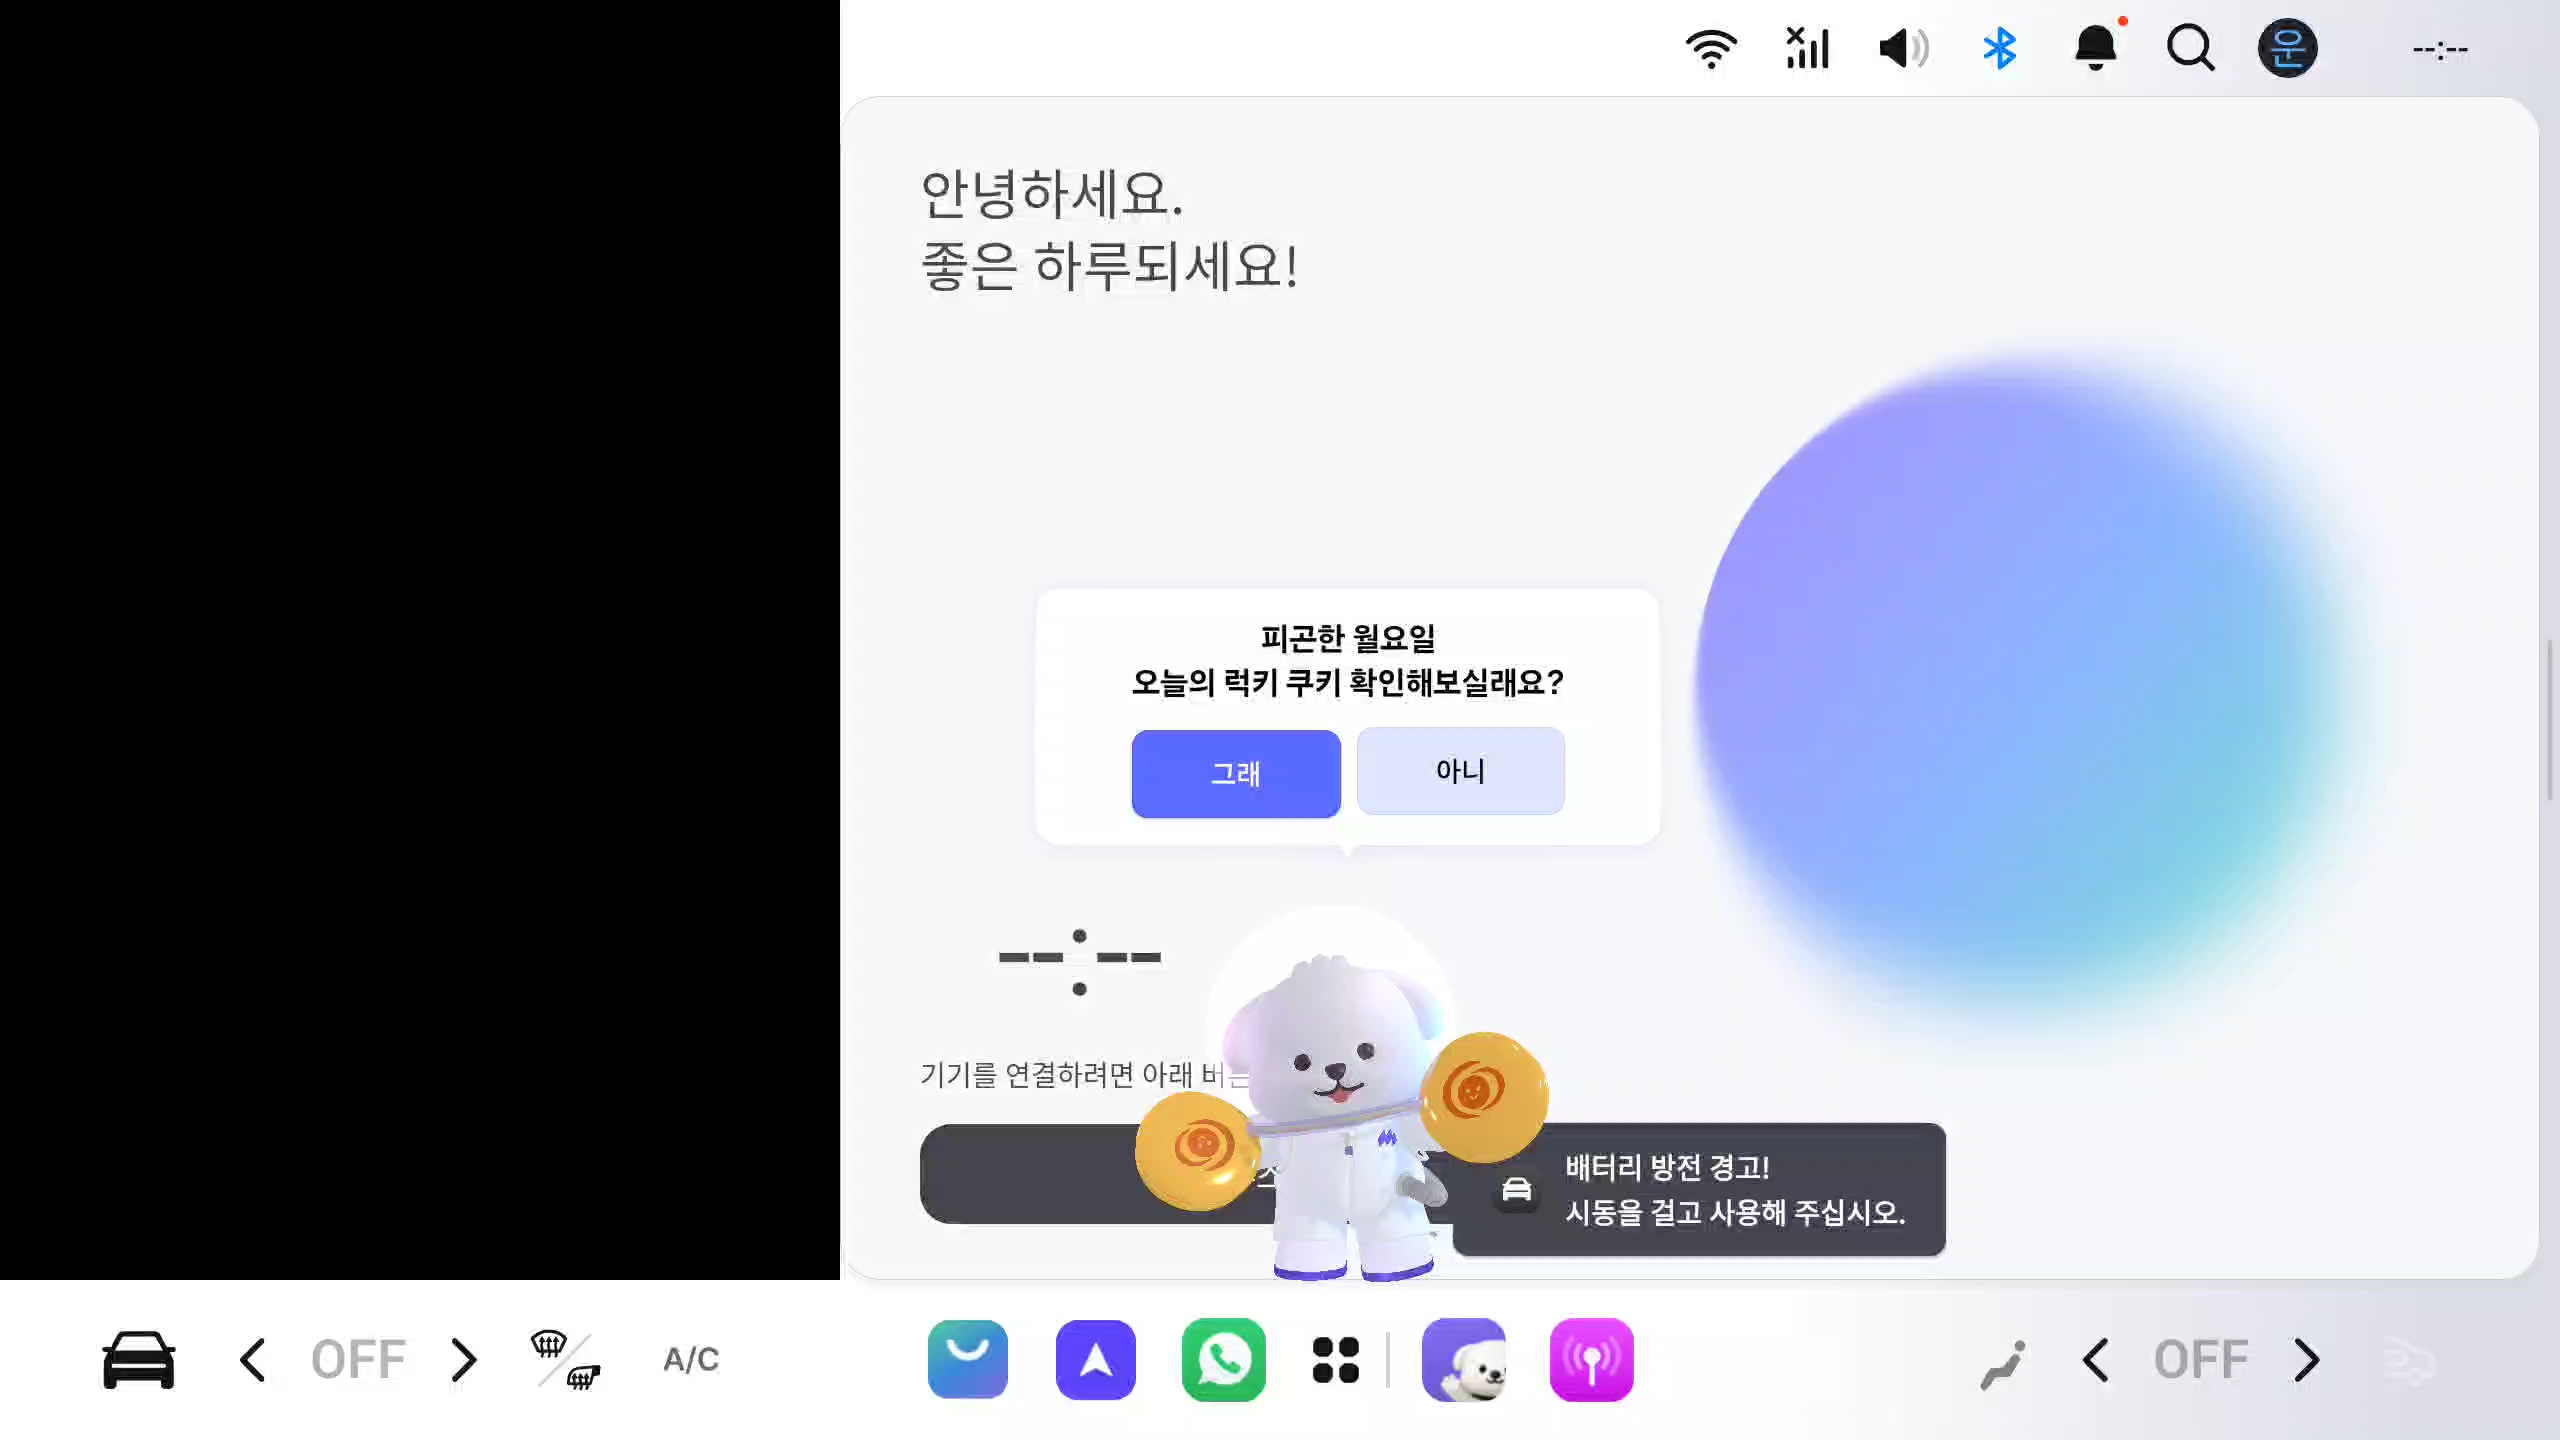 운
--:--
안녕하세요.
좋은 하루되세요!
피곤한 월요일
오늘의 럭키 쿠키 확인해보실래요?
그래
아니
--:--
기기를 연결하려면 아래
배터리 방전 경고!
시동을 걸고 사용해 주십시오.
OFF
A/C
OFF